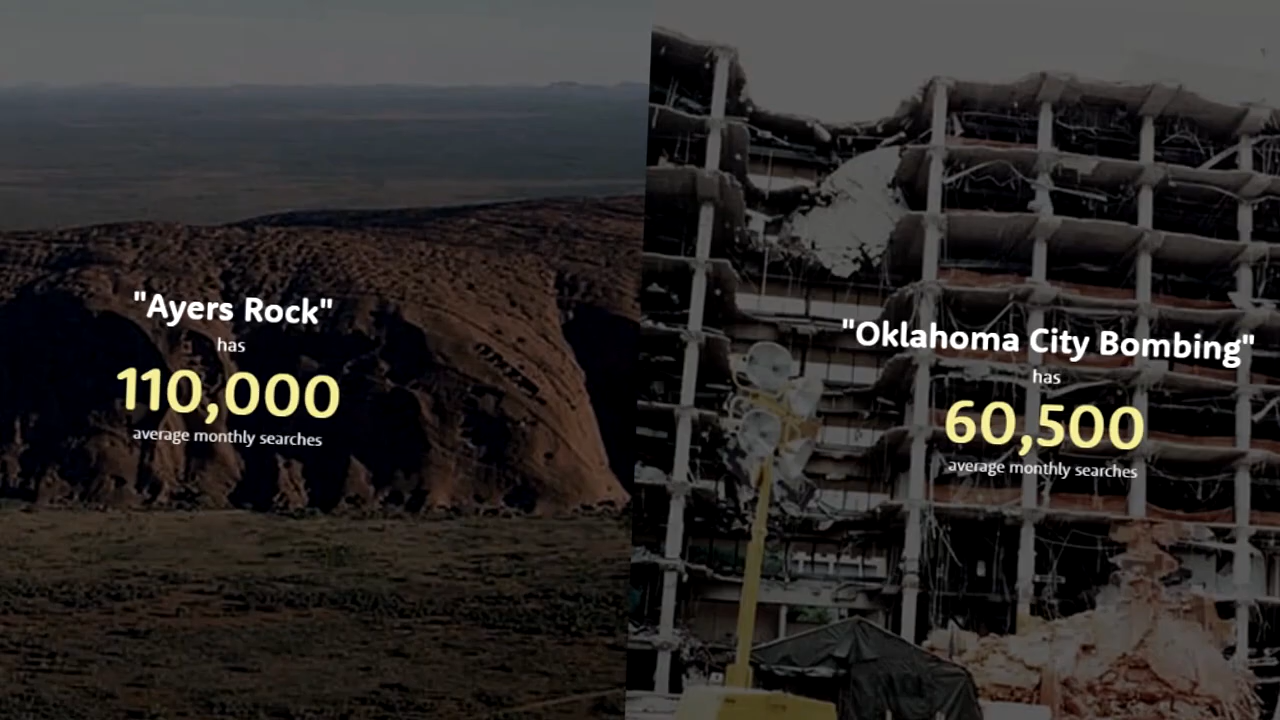 "Ayers Rock"
has
110,000
average monthly searches
"Oklahoma City Bombing"
has
60,500
average monthly searches